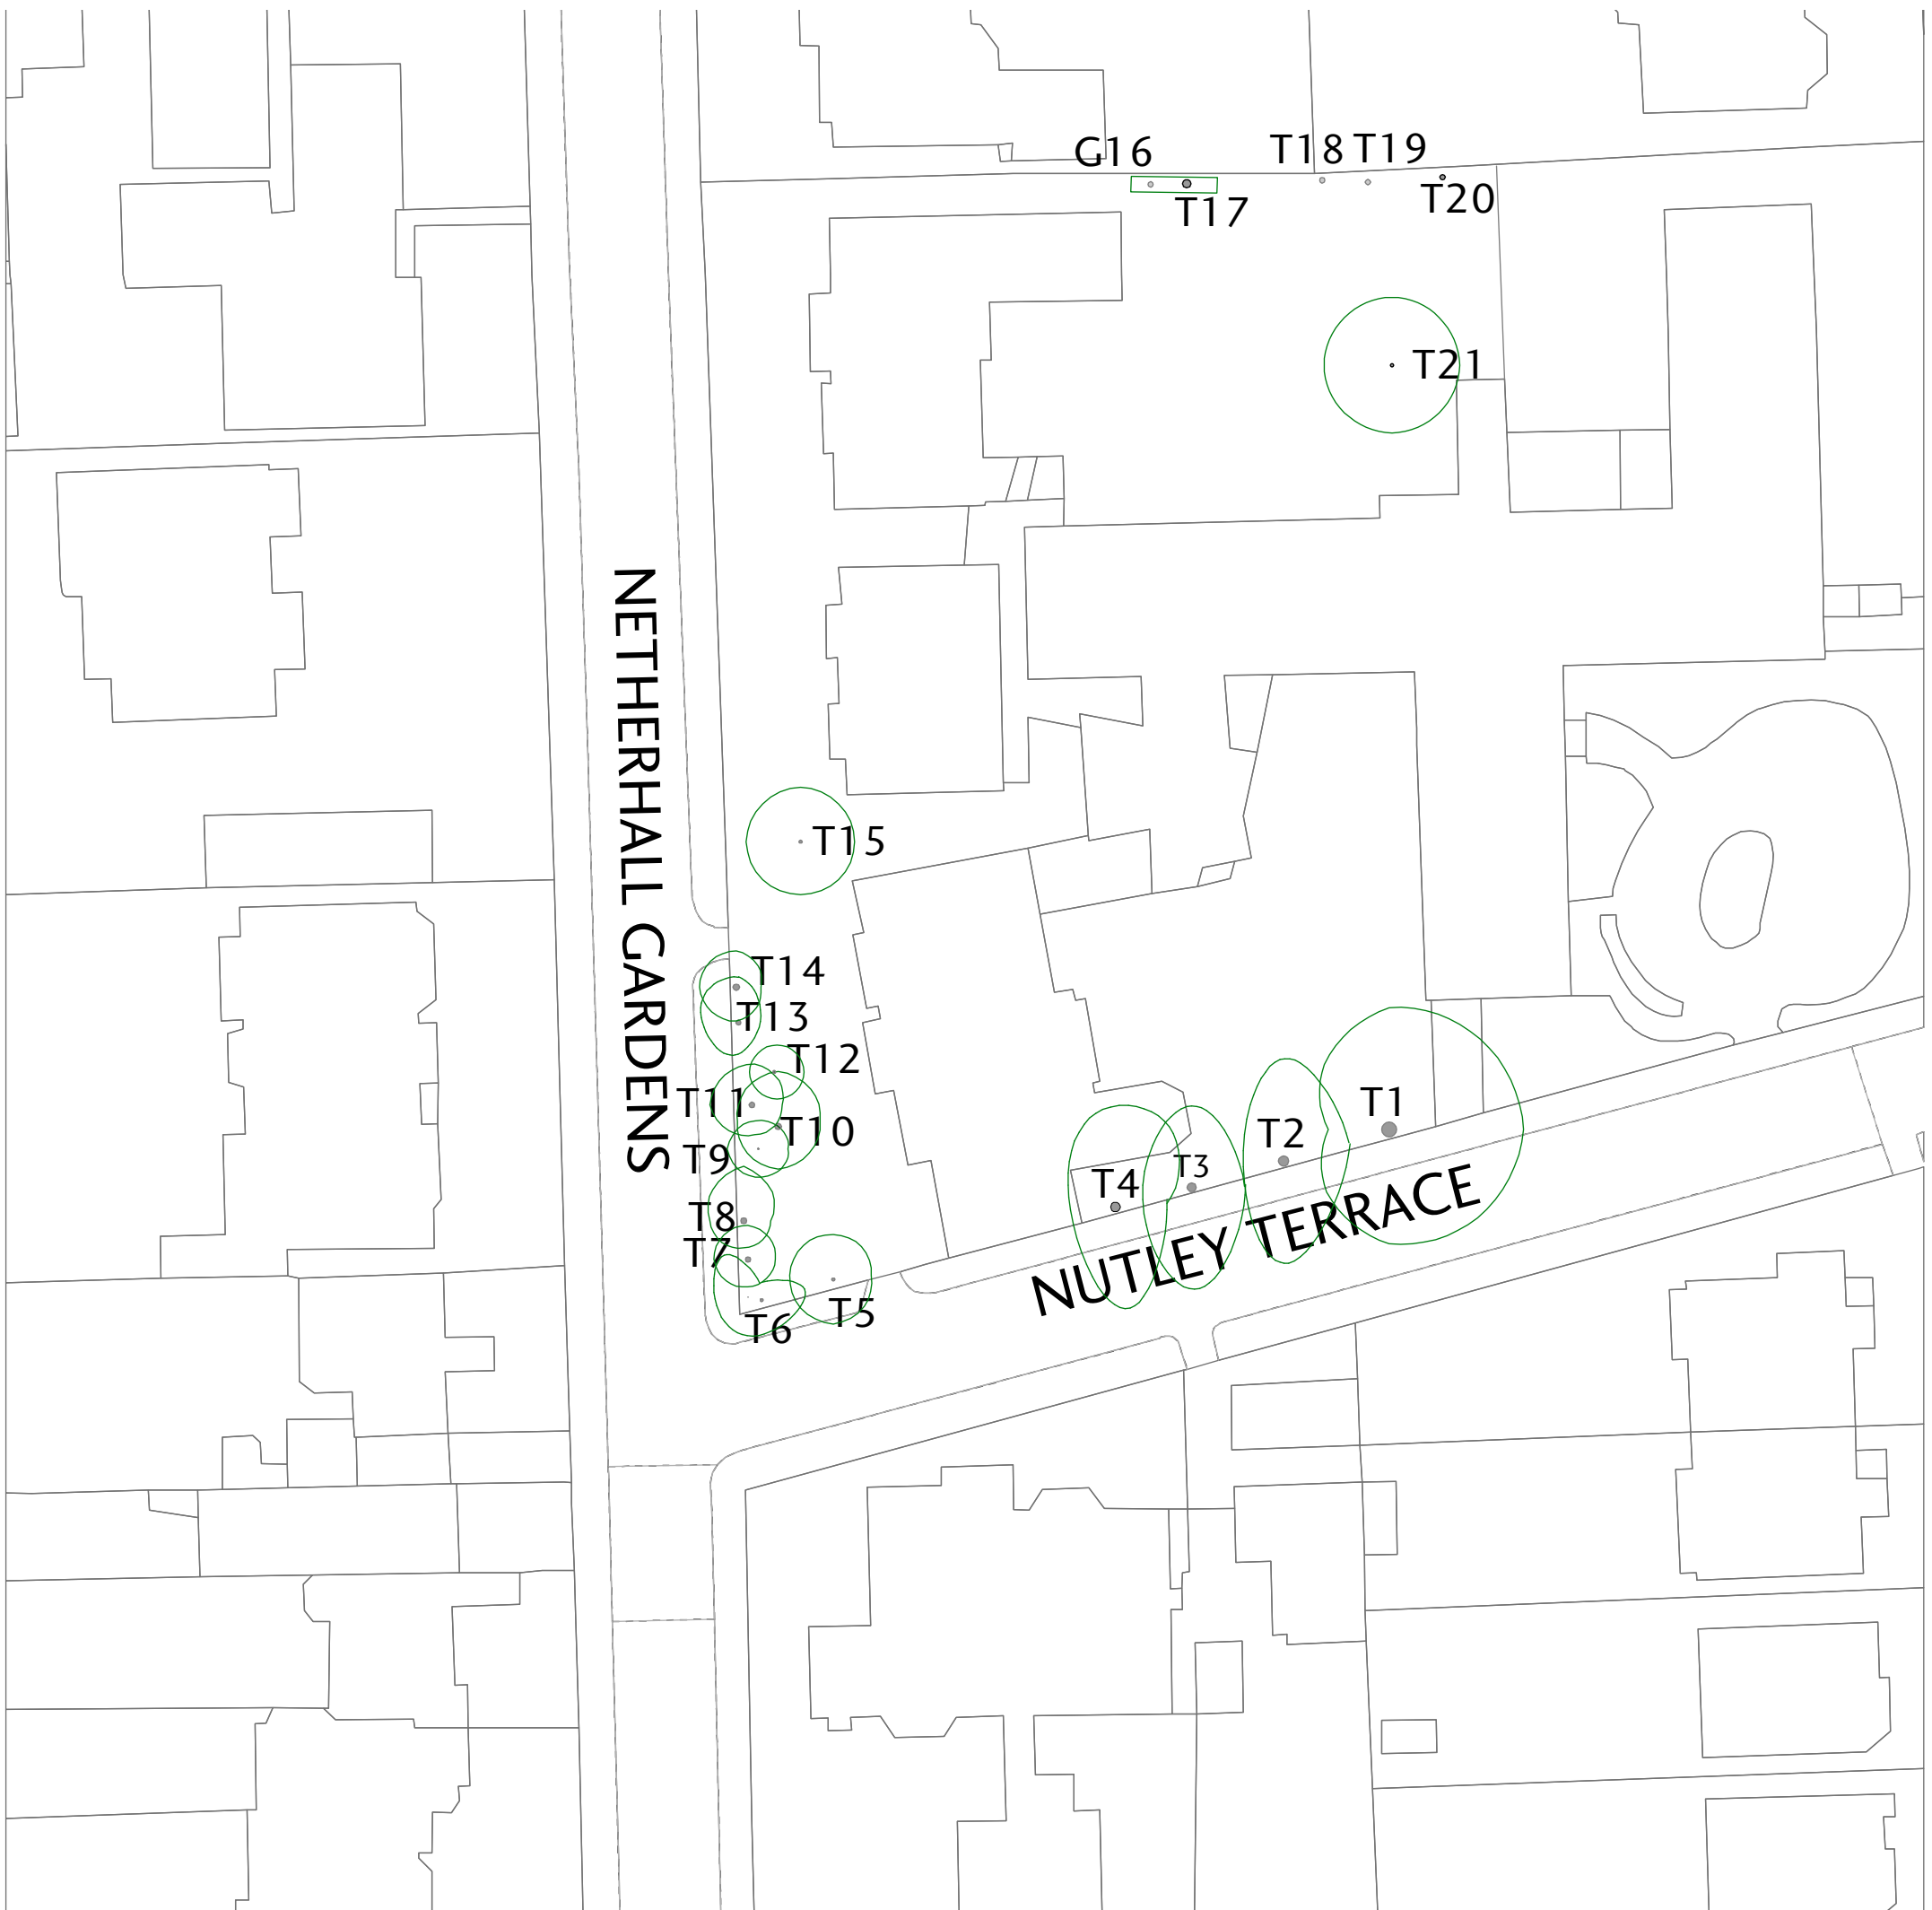 G16
T18
T19
T17
T20
T21
NETHERHALL GARDENS
T15
T14
T13
T12
T11
T10
T9
T1
T2
T3
T4
T8
T7
T5
T6
NUTLEY TERRACE